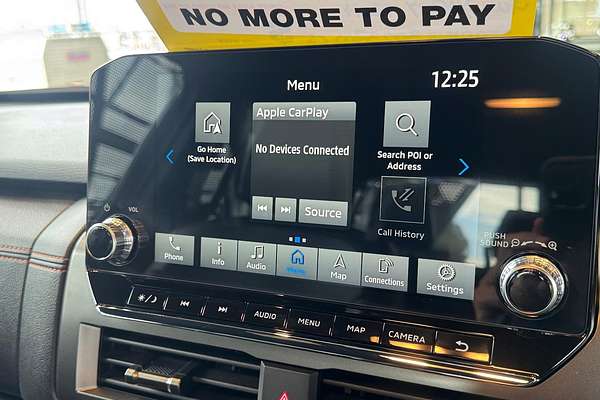 NO MORE TO PAY
Menu
12:25
Go Home
(Save Location)
Apple CarPlay
No Devices Connected
Source
Search POI or
Address
Call History
VOL
PUSH
SOUND
Phone
Info
Audio
Menu
Map
Connections
Settings
AUDIO
MENU
MAP
CAMERA